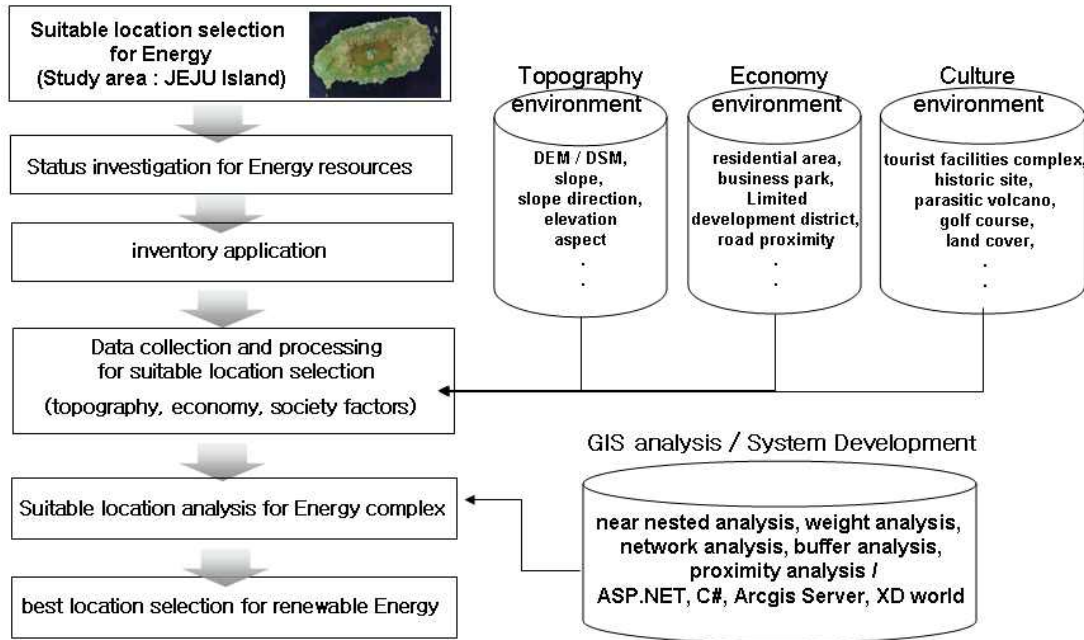 Suitable location selection
for Energy
(Study area : JEJU Island)
Status investigation for Energy resources
inventory application
Data collection and processing
for suitable location selection
(topography, economy, society factors)
Suitable location analysis for Energy complex
best location selection for renewable Energy
Topography
environment
DEM / DSM,
slope,
slope direction,
elevation
aspect
.
.
Economy
environment
residential area,
business park,
Limited
development district,
road proximity
.
.
Culture
environment
tourist facilities complex,
historic site,
parasitic volcano,
golf course,
land cover,
.
.
GIS analysis / System Development
near nested analysis, weight analysis,
network analysis, buffer analysis,
proximity analysis /
ASP.NET, C#, Arcgis Server, XD world